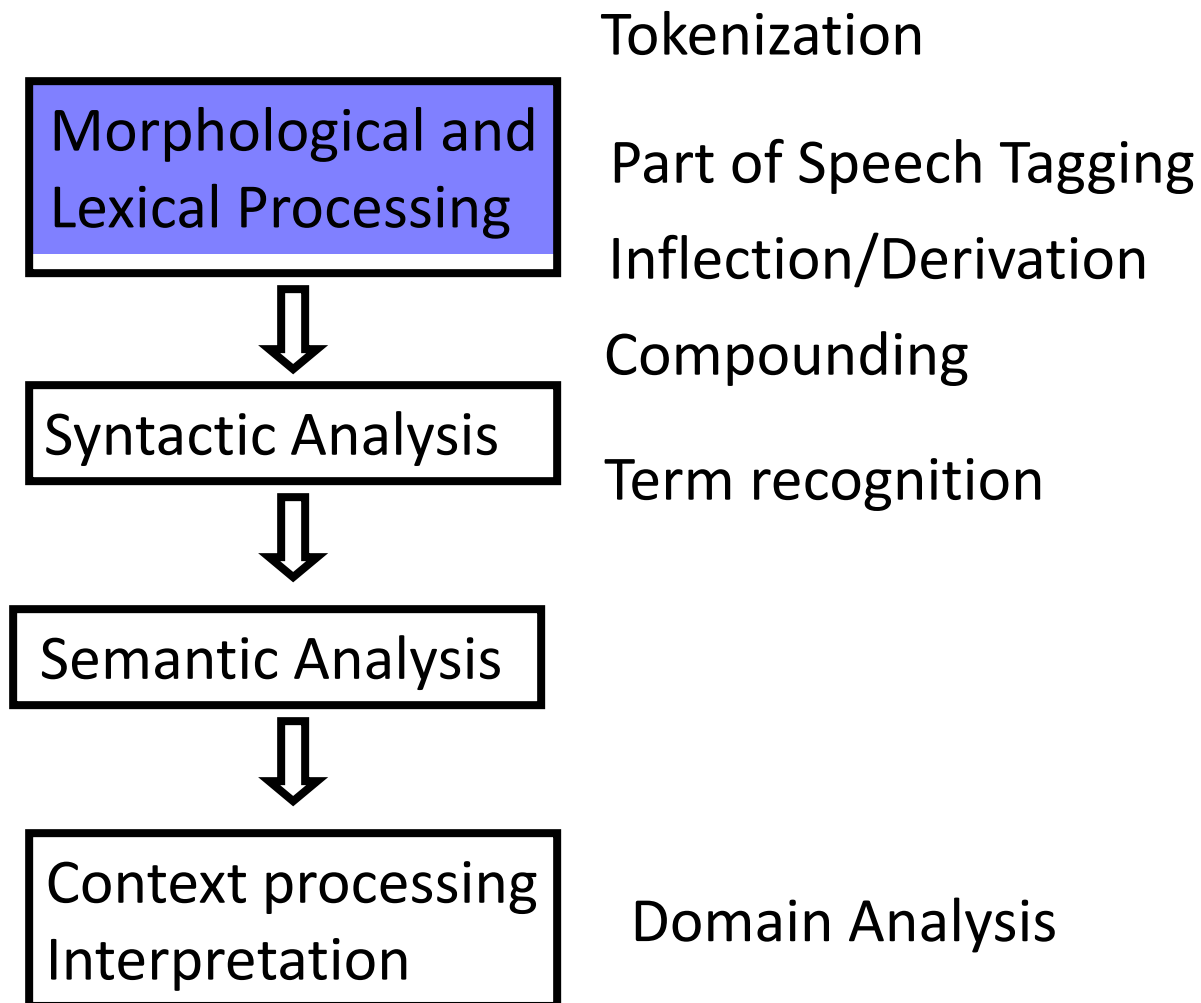 Tokenization
Morphological and
Lexical Processing
Part of Speech Tagging
Inflection/Derivation
Compounding
Syntactic Analysis
Term recognition
Semantic Analysis
Context processing
Interpretation
Domain Analysis